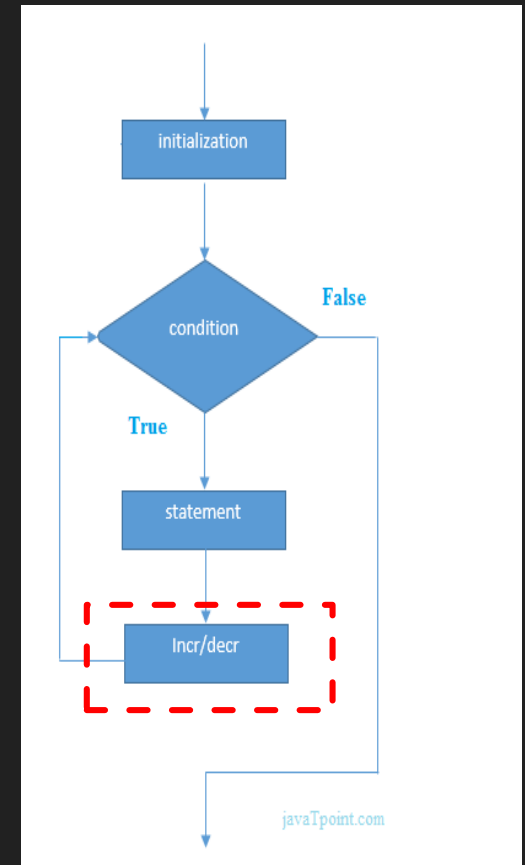 initialization
False
condition
True
statement
Incr/decr
javaTpoint.com